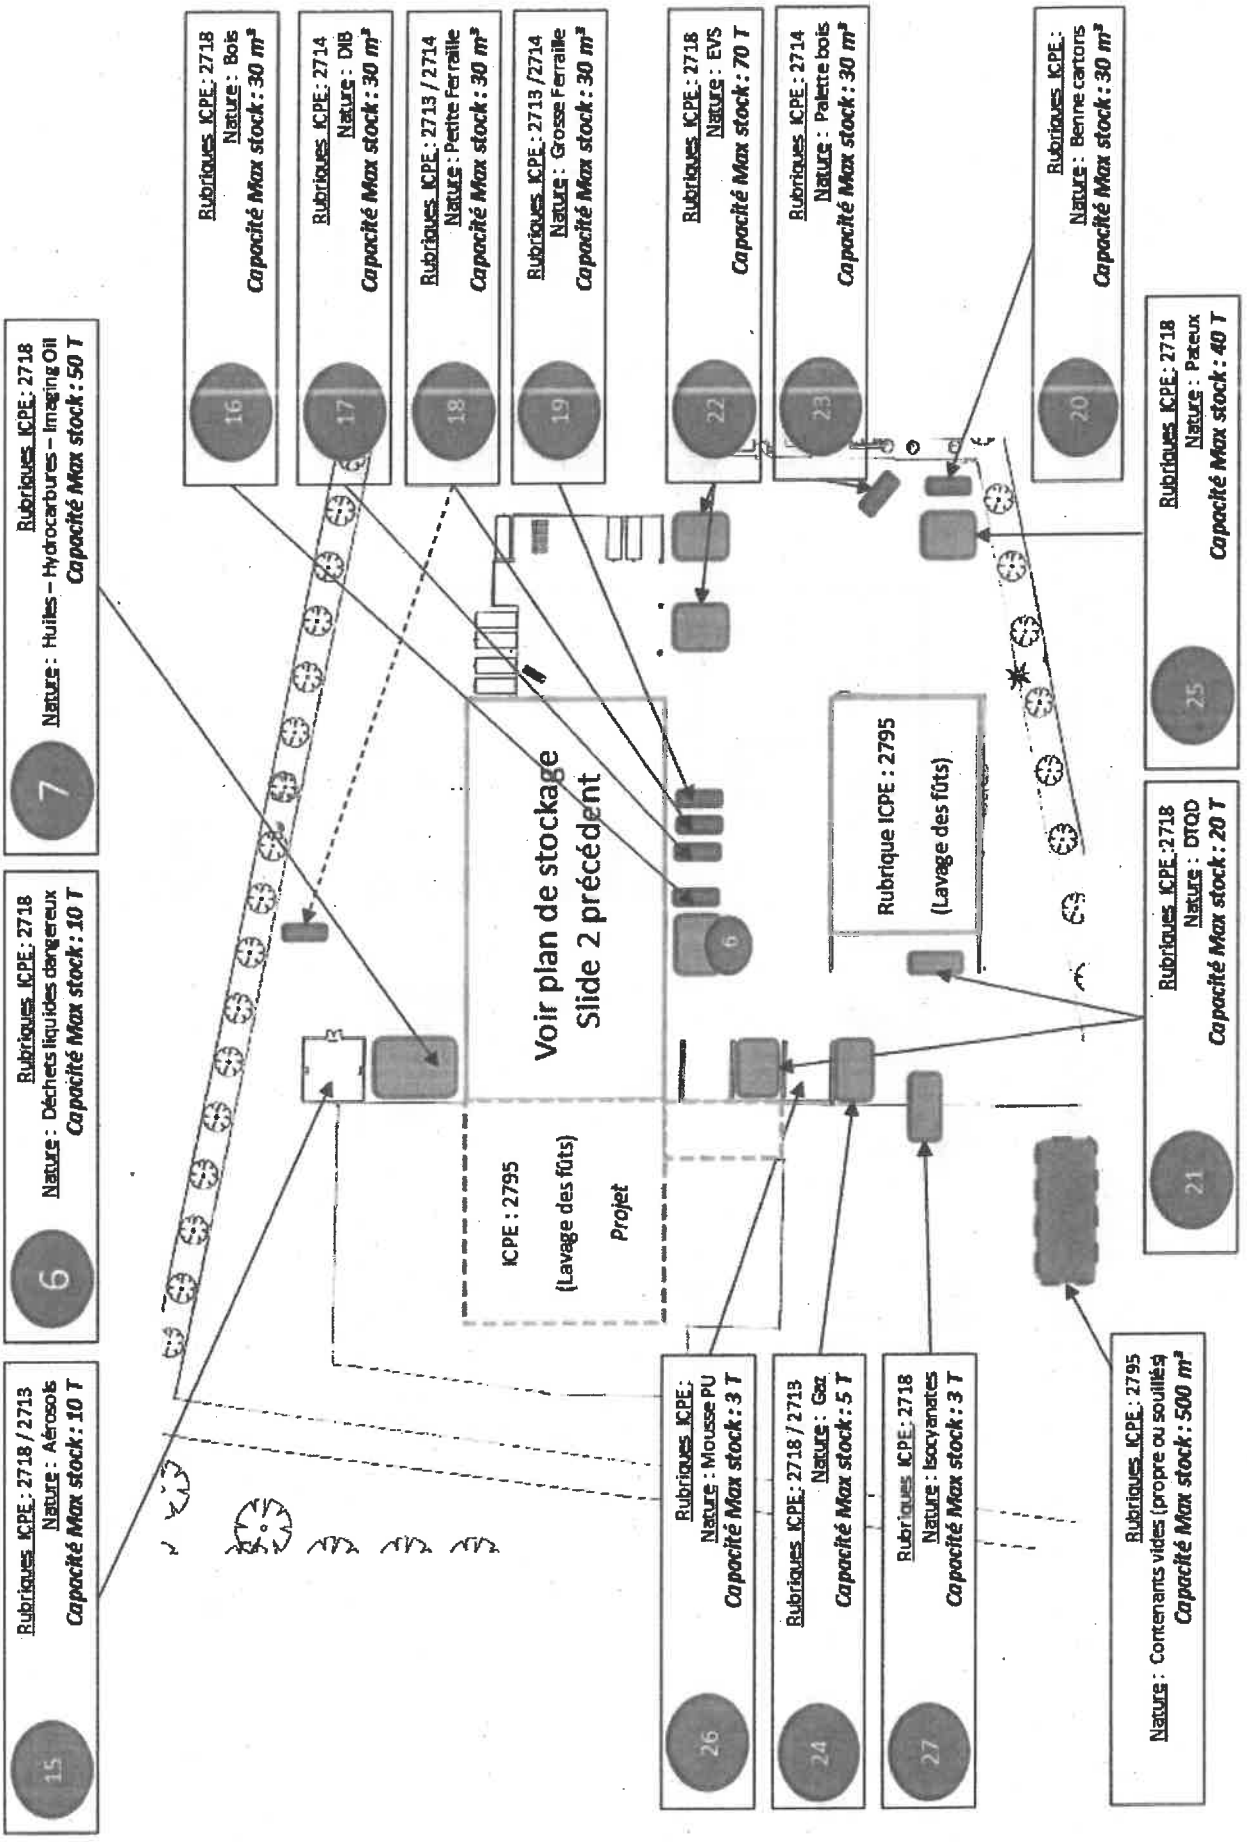 15
Rubriques ICPE : 2718 / 2713
Nature : Aérosols
Capacité Max stock : 10 T
6
Rubriques ICPE : 2718
Nature : Déchets liquides dangereux
Capacité Max stock : 10 T
7
Rubriques ICPE : 2718
Nature : Huiles – Hydrocarbures – Imaging Oil
Capacité Max stock : 50 T
16
Rubriques ICPE : 2718
Nature : Bois
Capacité Max stock : 30 m³
17
Rubriques ICPE : 2714
Nature : DIB
Capacité Max stock : 30 m³
18
Rubriques ICPE : 2713 / 2714
Nature : Petite Ferraille
Capacité Max stock : 30 m³
19
Rubriques ICPE : 2713 / 2714
Nature : Grosse Ferraille
Capacité Max stock : 30 m³
ICPE : 2795
(Lavage des fûts)
Projet
Voir plan de stockage
Slide 2 précédent
6
26
Rubriques ICPE :
Nature : Mousse PU
Capacité Max stock : 3 T
22
Rubriques ICPE : 2718
Nature : EVS
Capacité Max stock : 70 T
24
Rubriques ICPE : 2718 / 2713
Nature : Gaz
Capacité Max stock : 5 T
23
Rubriques ICPE : 2714
Nature : Palette bois
Capacité Max stock : 30 m³
27
Rubriques ICPE : 2718
Nature : Isocyanates
Capacité Max stock : 3 T
Rubrique ICPE : 2795
(Lavage des fûts)
20
Rubriques ICPE :
Nature : Benne cartons
Capacité Max stock : 30 m³
Rubriques ICPE : 2795
Nature : Contenants vides (propre ou souillés)
Capacité Max stock : 500 m³
21
Rubriques ICPE :2718
Nature : DTQD
Capacité Max stock : 20 T
25
Rubriques ICPE : 2718
Nature : Pateux
Capacité Max stock : 40 T